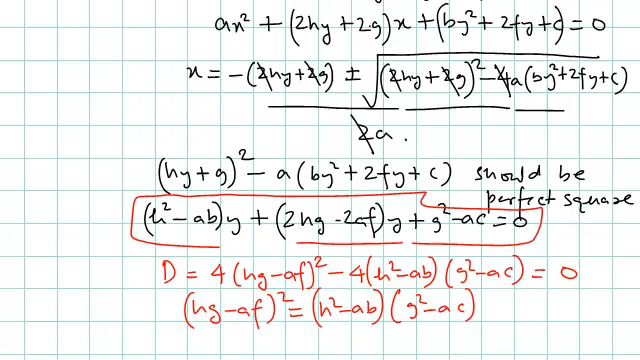 ax² + (2hy + 2g)x + (by² + 2fy + c) = 0
x = -(2hy + 2g) ± √((2hy + 2g)² - 4a(by² + 2fy + c))
2a.
(hy + g)² - a(by² + 2fy + c) should be
perfect square
(h² - ab)y + (2hg - 2af)y + g² - ac = 0
D = 4(hg - af)² - 4(h² - ab)(g² - ac) = 0
(hg - af)² = (h² - ab)(g² - ac)